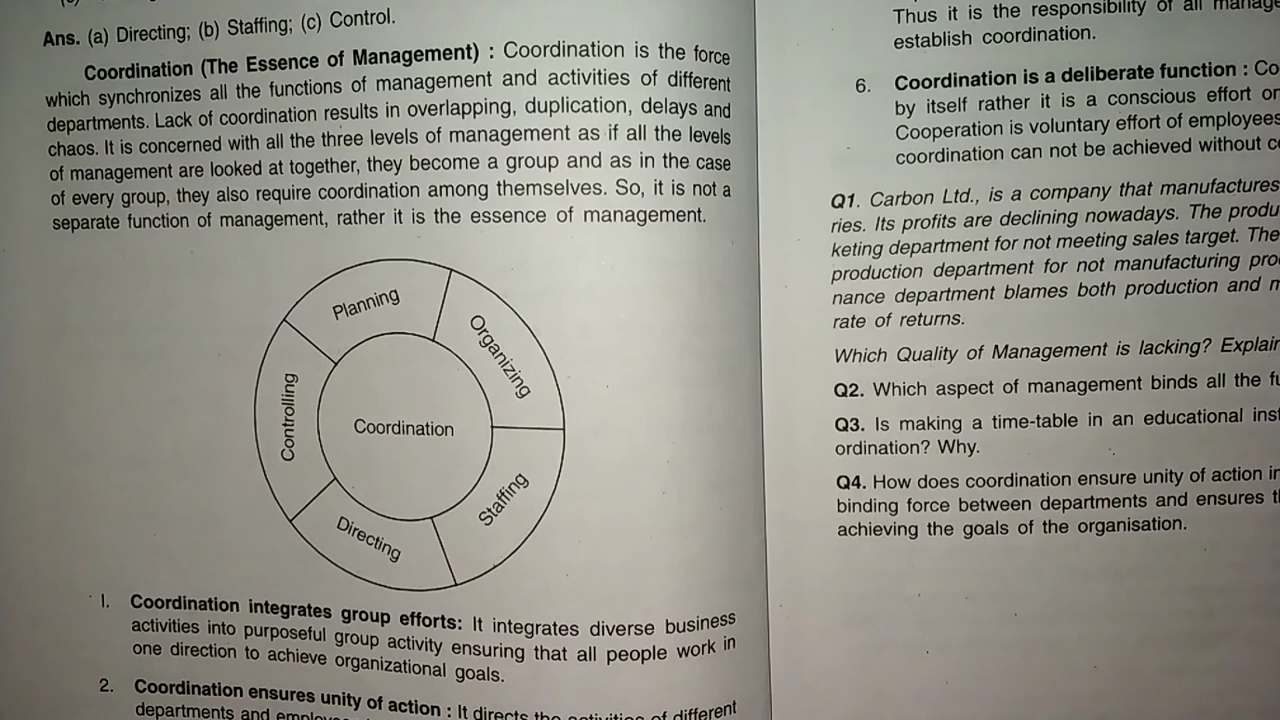 Ans. (a) Directing; (b) Staffing; (c) Control.
Coordination (The Essence of Management) : Coordination is the force
which synchronizes all the functions of management and activities of different
departments. Lack of coordination results in overlapping, duplication, delays and
chaos. It is concerned with all the three levels of management as if all the levels
of management are looked at together, they become a group and as in the case
of every group, they also require coordination among themselves. So, it is not a
separate function of management, rather it is the essence of management.
Planning
Organizing
Controlling
Coordination
Staffing
Directing
I. Coordination integrates group efforts: It integrates diverse business
activities into purposeful group activity ensuring that all people work in
one direction to achieve organizational goals.
2. Coordination ensures unity of action : It directs the activities of different
departments and
Thus it is the responsibility of all
establish coordination.
6. Coordination is a deliberate function : Co
by itself rather it is a conscious effort
Cooperation is voluntary effort of employees
coordination can not be achieved without
Q1. Carbon Ltd., is a company that manufactures
ries. Its profits are declining nowadays. The produ
keting department for not meeting sales target. The
production department for not manufacturing pro
nance department blames both production and m
rate of returns.
Which Quality of Management is lacking? Explain
Q2. Which aspect of management binds all the fu
Q3. Is making a time-table in an educational inst
ordination? Why.
Q4. How does coordination ensure unity of action in
binding force between departments and ensures t
achieving the goals of the organisation.